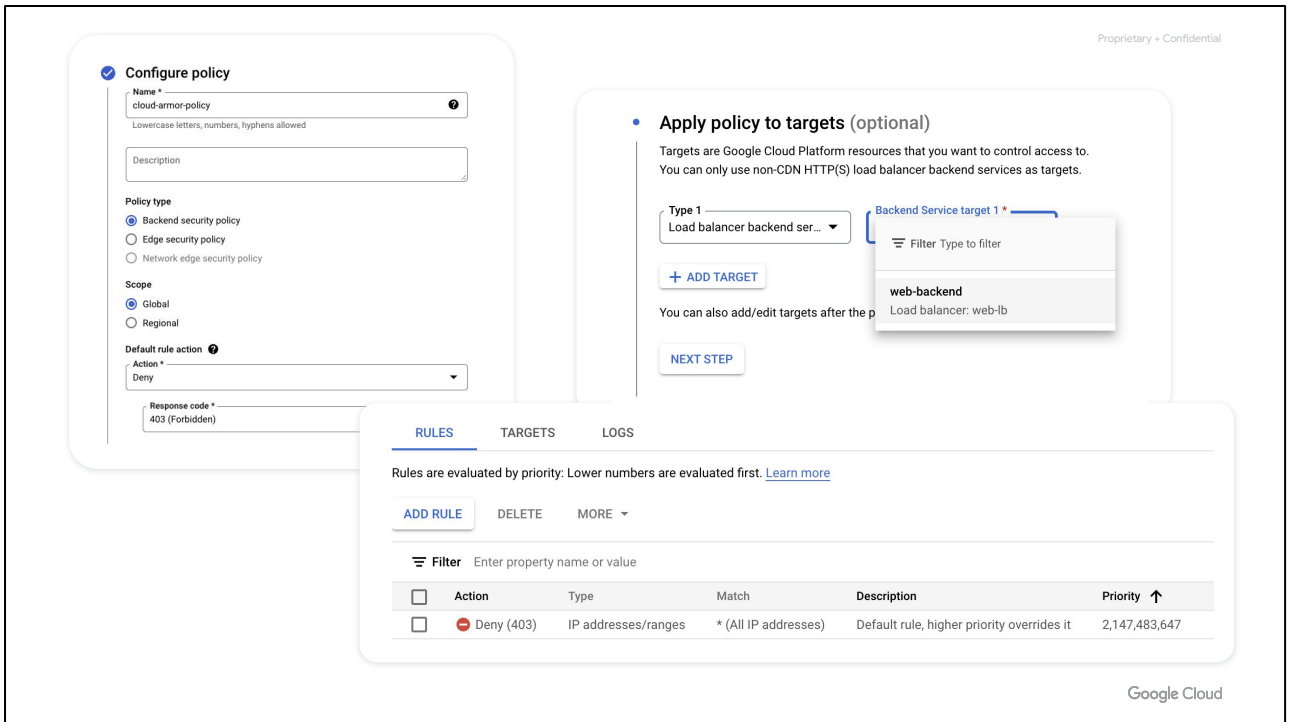 Proprietary + Confidential
Configure policy
Name *
cloud-armor-policy
Lowercase letters, numbers, hyphens allowed
Description
Policy type
Backend security policy
Edge security policy
Network edge security policy
Scope
Global
Regional
Default rule action
Action *
Deny
Response code *
403 (Forbidden)
Apply policy to targets (optional)
Targets are Google Cloud Platform resources that you want to control access to.
You can only use non-CDN HTTP(S) load balancer backend services as targets.
Type 1
Load balancer backend ser...
Backend Service target 1 *
Filter Type to filter
web-backend
Load balancer: web-lb
+ ADD TARGET
You can also add/edit targets after the p
NEXT STEP
RULES TARGETS LOGS
Rules are evaluated by priority: Lower numbers are evaluated first. Learn more
ADD RULE DELETE MORE
Filter Enter property name or value
Action Type Match Description Priority
Deny (403) IP addresses/ranges * (All IP addresses) Default rule, higher priority overrides it 2,147,483,647
Google Cloud